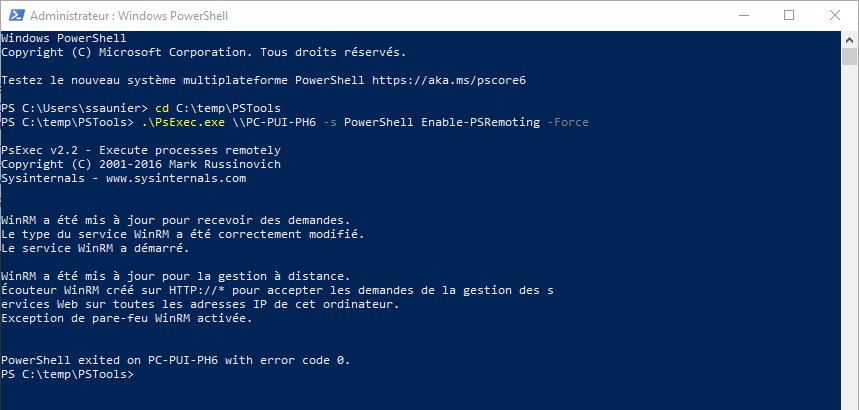 Administrateur : Windows PowerShell
Windows PowerShell
Copyright (C) Microsoft Corporation. Tous droits réservés.
Testez le nouveau système multiplateforme PowerShell https://aka.ms/pscore6
PS C:\Users\ssaunier> cd C:\temp\PSTools
PS C:\temp\PSTools> .\PsExec.exe \\PC-PUI-PH6 -s PowerShell Enable-PSRemoting -Force
PsExec v2.2 - Execute processes remotely
Copyright (C) 2001-2016 Mark Russinovich
Sysinternals - www.sysinternals.com
WinRM a été mis à jour pour recevoir des demandes.
Le type du service WinRM a été correctement modifié.
Le service WinRM a démarré.
WinRM a été mis à jour pour la gestion à distance.
Écouteur WinRM créé sur HTTP://* pour accepter les demandes de la gestion des s
ervices Web sur toutes les adresses IP de cet ordinateur.
Exception de pare-feu WinRM activée.
PowerShell exited on PC-PUI-PH6 with error code 0.
PS C:\temp\PSTools>